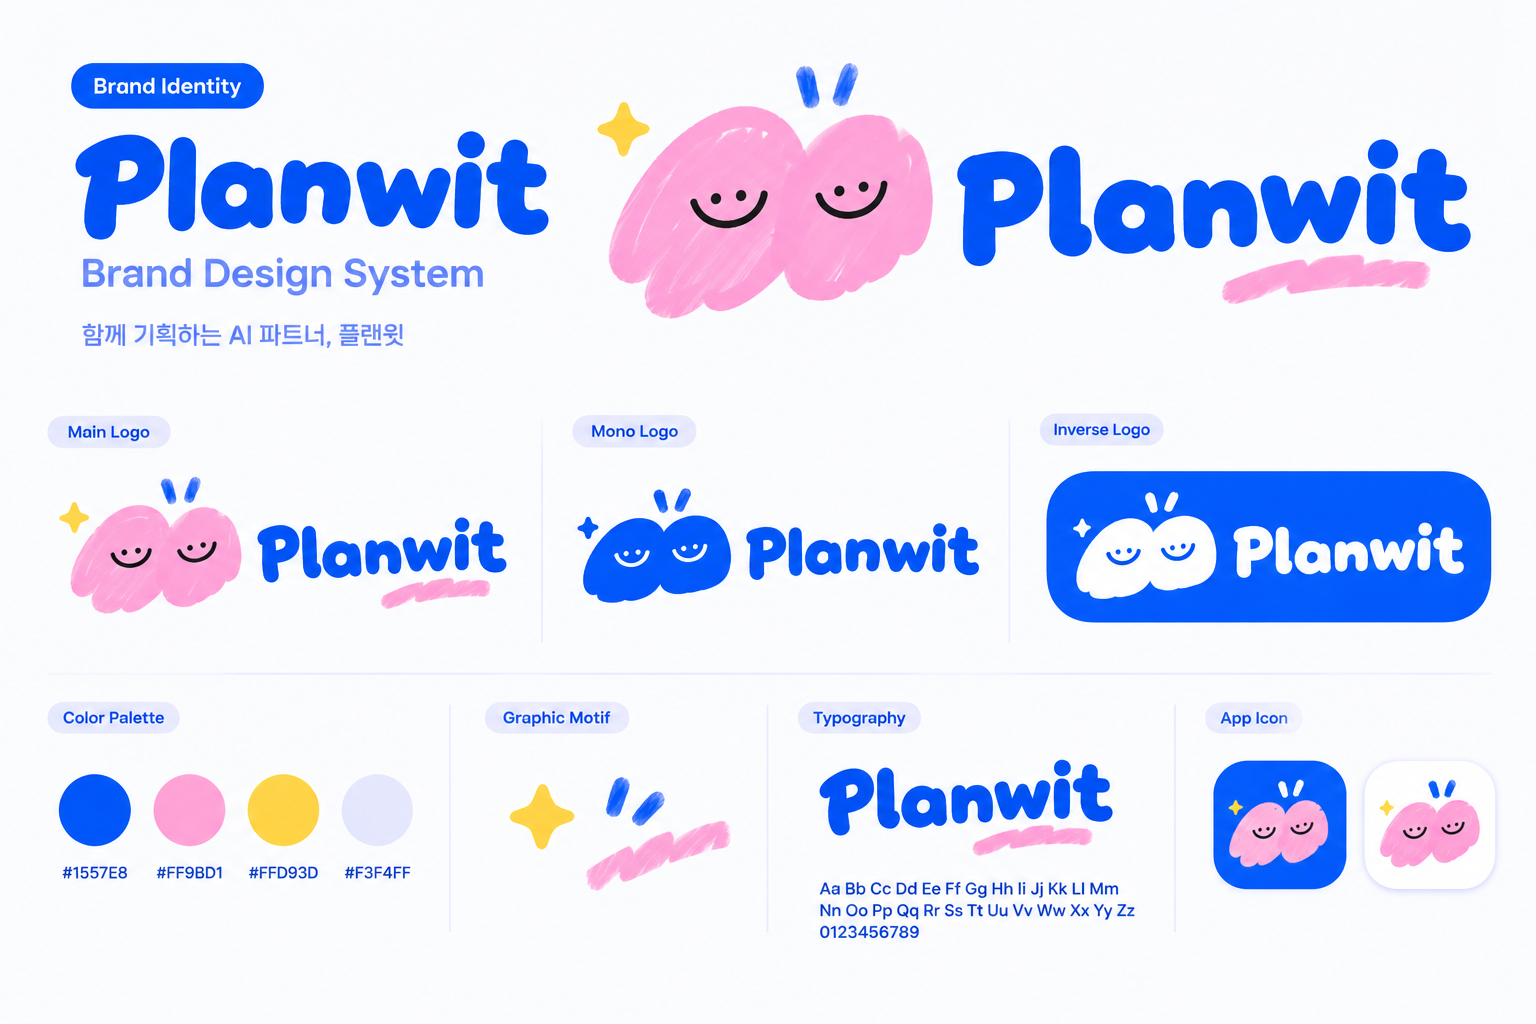 Brand Identity
Planwit
Brand Design System
함께 기획하는 AI 파트너, 플랜윗
Planwit
Main Logo
Planwit
Mono Logo
Planwit
Inverse Logo
Planwit
Color Palette
#1557E8 #FF9BD1 #FFD93D #F3F4FF
Graphic Motif
Typography
Planwit
Aa Bb Cc Dd Ee Ff Gg Hh Ii Jj Kk Ll Mm
Nn Oo Pp Qq Rr Ss Tt Uu Vv Ww Xx Yy Zz
0123456789
App Icon